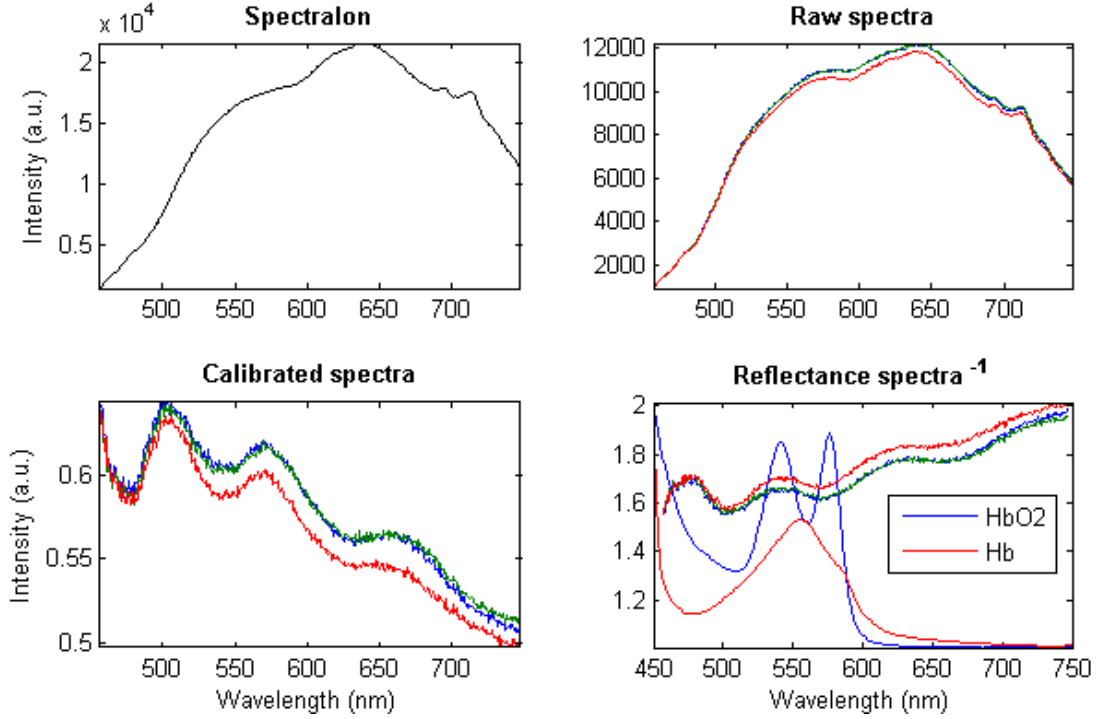 Spectralon
x 10^4
2
1.5
1
0.5
500 550 600 650 700
Intensity (a.u.)
Raw spectra
12000
10000
8000
6000
4000
2000
500 550 600 650 700
Calibrated spectra
0.6
0.55
0.5
500 550 600 650 700
Intensity (a.u.)
Wavelength (nm)
Reflectance spectra -1
2
1.8
1.6
1.4
1.2
450 500 550 600 650 700 750
Wavelength (nm)
HbO2
Hb